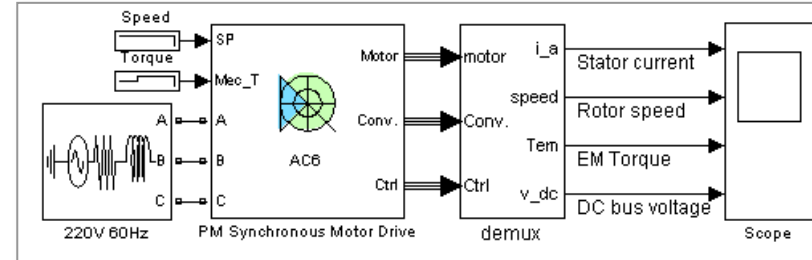 Speed
SP
Torque
Mec_T
A
B
C
A
B
C
220V 60Hz
AC6
Motor
Conv.
Ctrl
PM Synchronous Motor Drive
motor
Conv.
Ctrl
i_a
speed
Tem
v_dc
demux
Stator current
Rotor speed
EM Torque
DC bus voltage
Scope